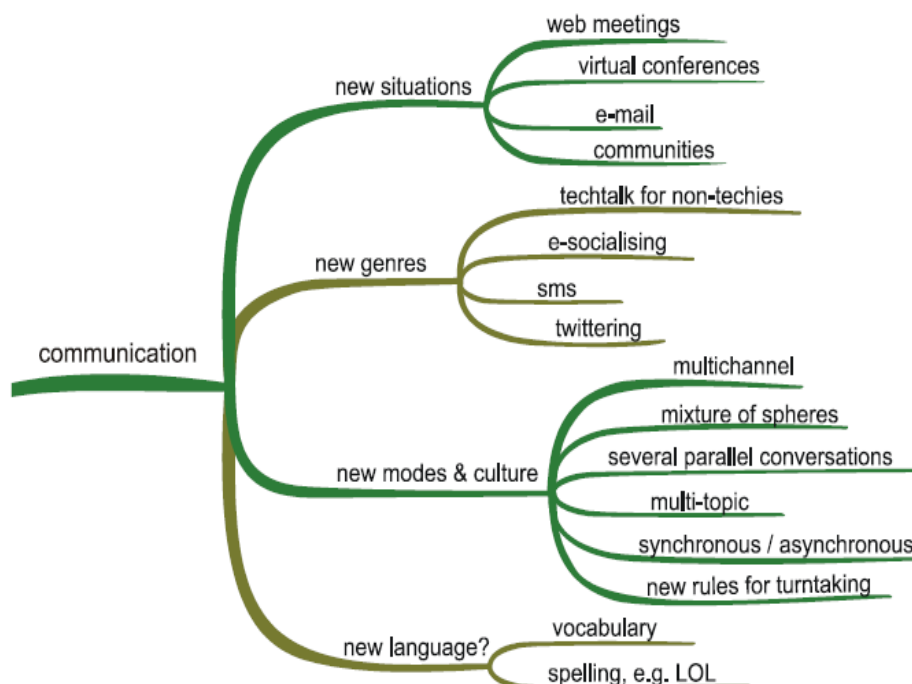 communication
new situations
web meetings
virtual conferences
e-mail
communities
new genres
techtalk for non-techies
e-socialising
sms
twittering
new modes & culture
multichannel
mixture of spheres
several parallel conversations
multi-topic
synchronous / asynchronous
new rules for turntaking
new language?
vocabulary
spelling, e.g. LOL